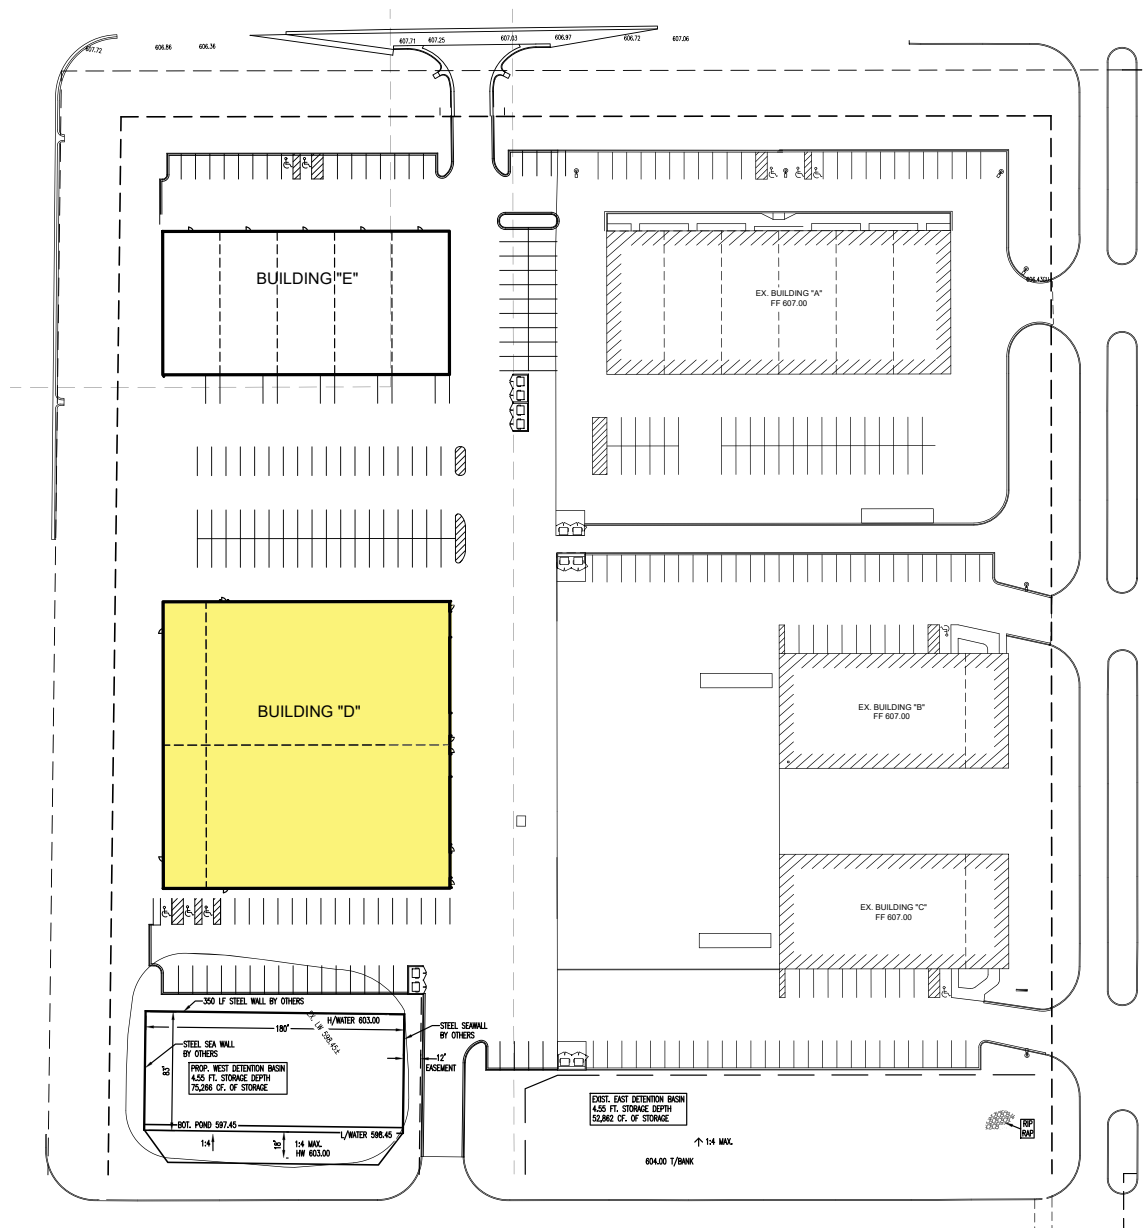 607.72
606.86
606.36
607.71
607.25
607.03
606.97
606.72
607.06
BUILDING "E"
EX. BUILDING "A"
FF 607.00
BUILDING "D"
EX. BUILDING "B"
FF 607.00
EX. BUILDING "C"
FF 607.00
350 LF STEEL WALL BY OTHERS
H/WATER 603.00
180'
EX. LW 598.45±
STEEL SEAWALL
BY OTHERS
STEEL SEA WALL
BY OTHERS
12'
EASEMENT
83'
PROP. WEST DETENTION BASIN
4.55 FT. STORAGE DEPTH
75,266 CF. OF STORAGE
BOT. POND 597.45
L/WATER 598.45
1:4
18'
1:4 MAX.
HW 603.00
EXIST. EAST DETENTION BASIN
4.55 FT. STORAGE DEPTH
52,862 CF. OF STORAGE
1:4 MAX.
604.00 T/BANK
RIP
RAP